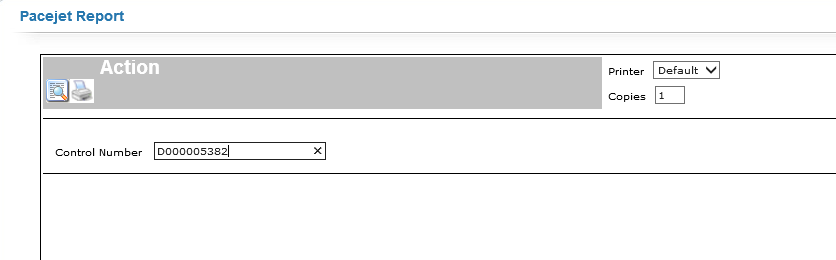 Pacejet Report
Action
Printer Default
Copies 1
Control Number D000005382